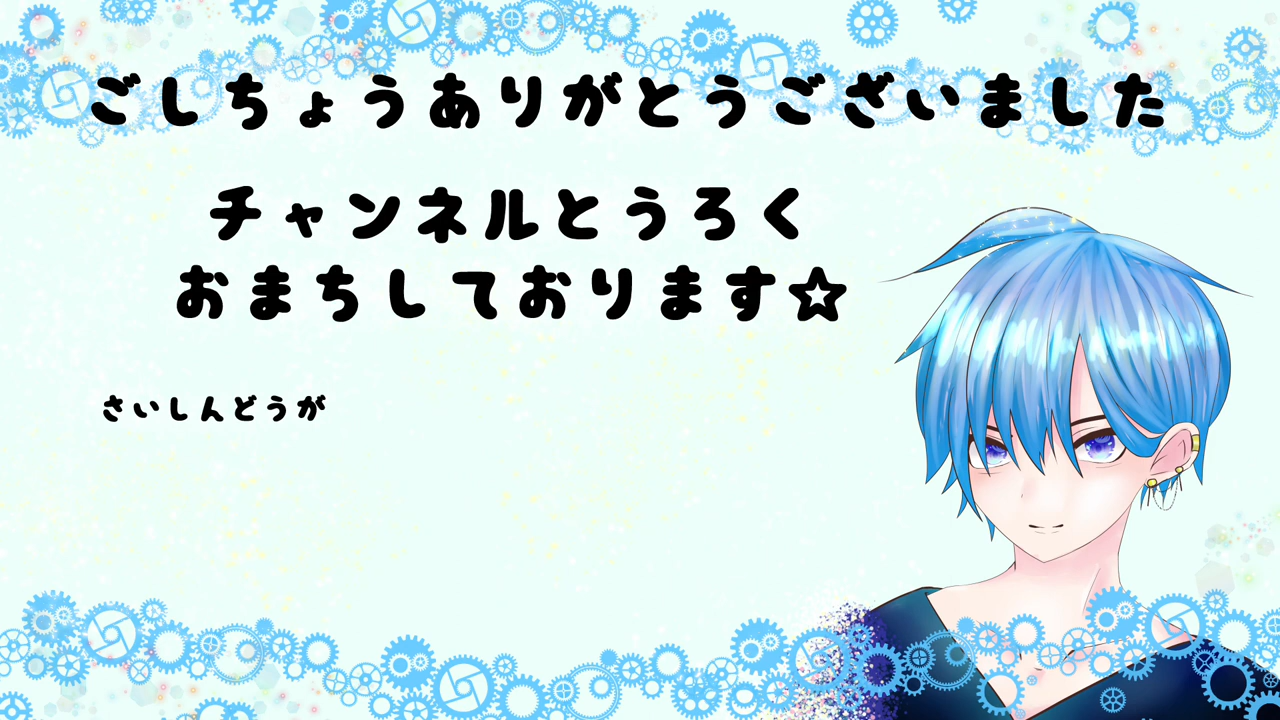 ごしちょうありがとうございました
チャンネルとうろく
おまちしております☆
さいしんどうが